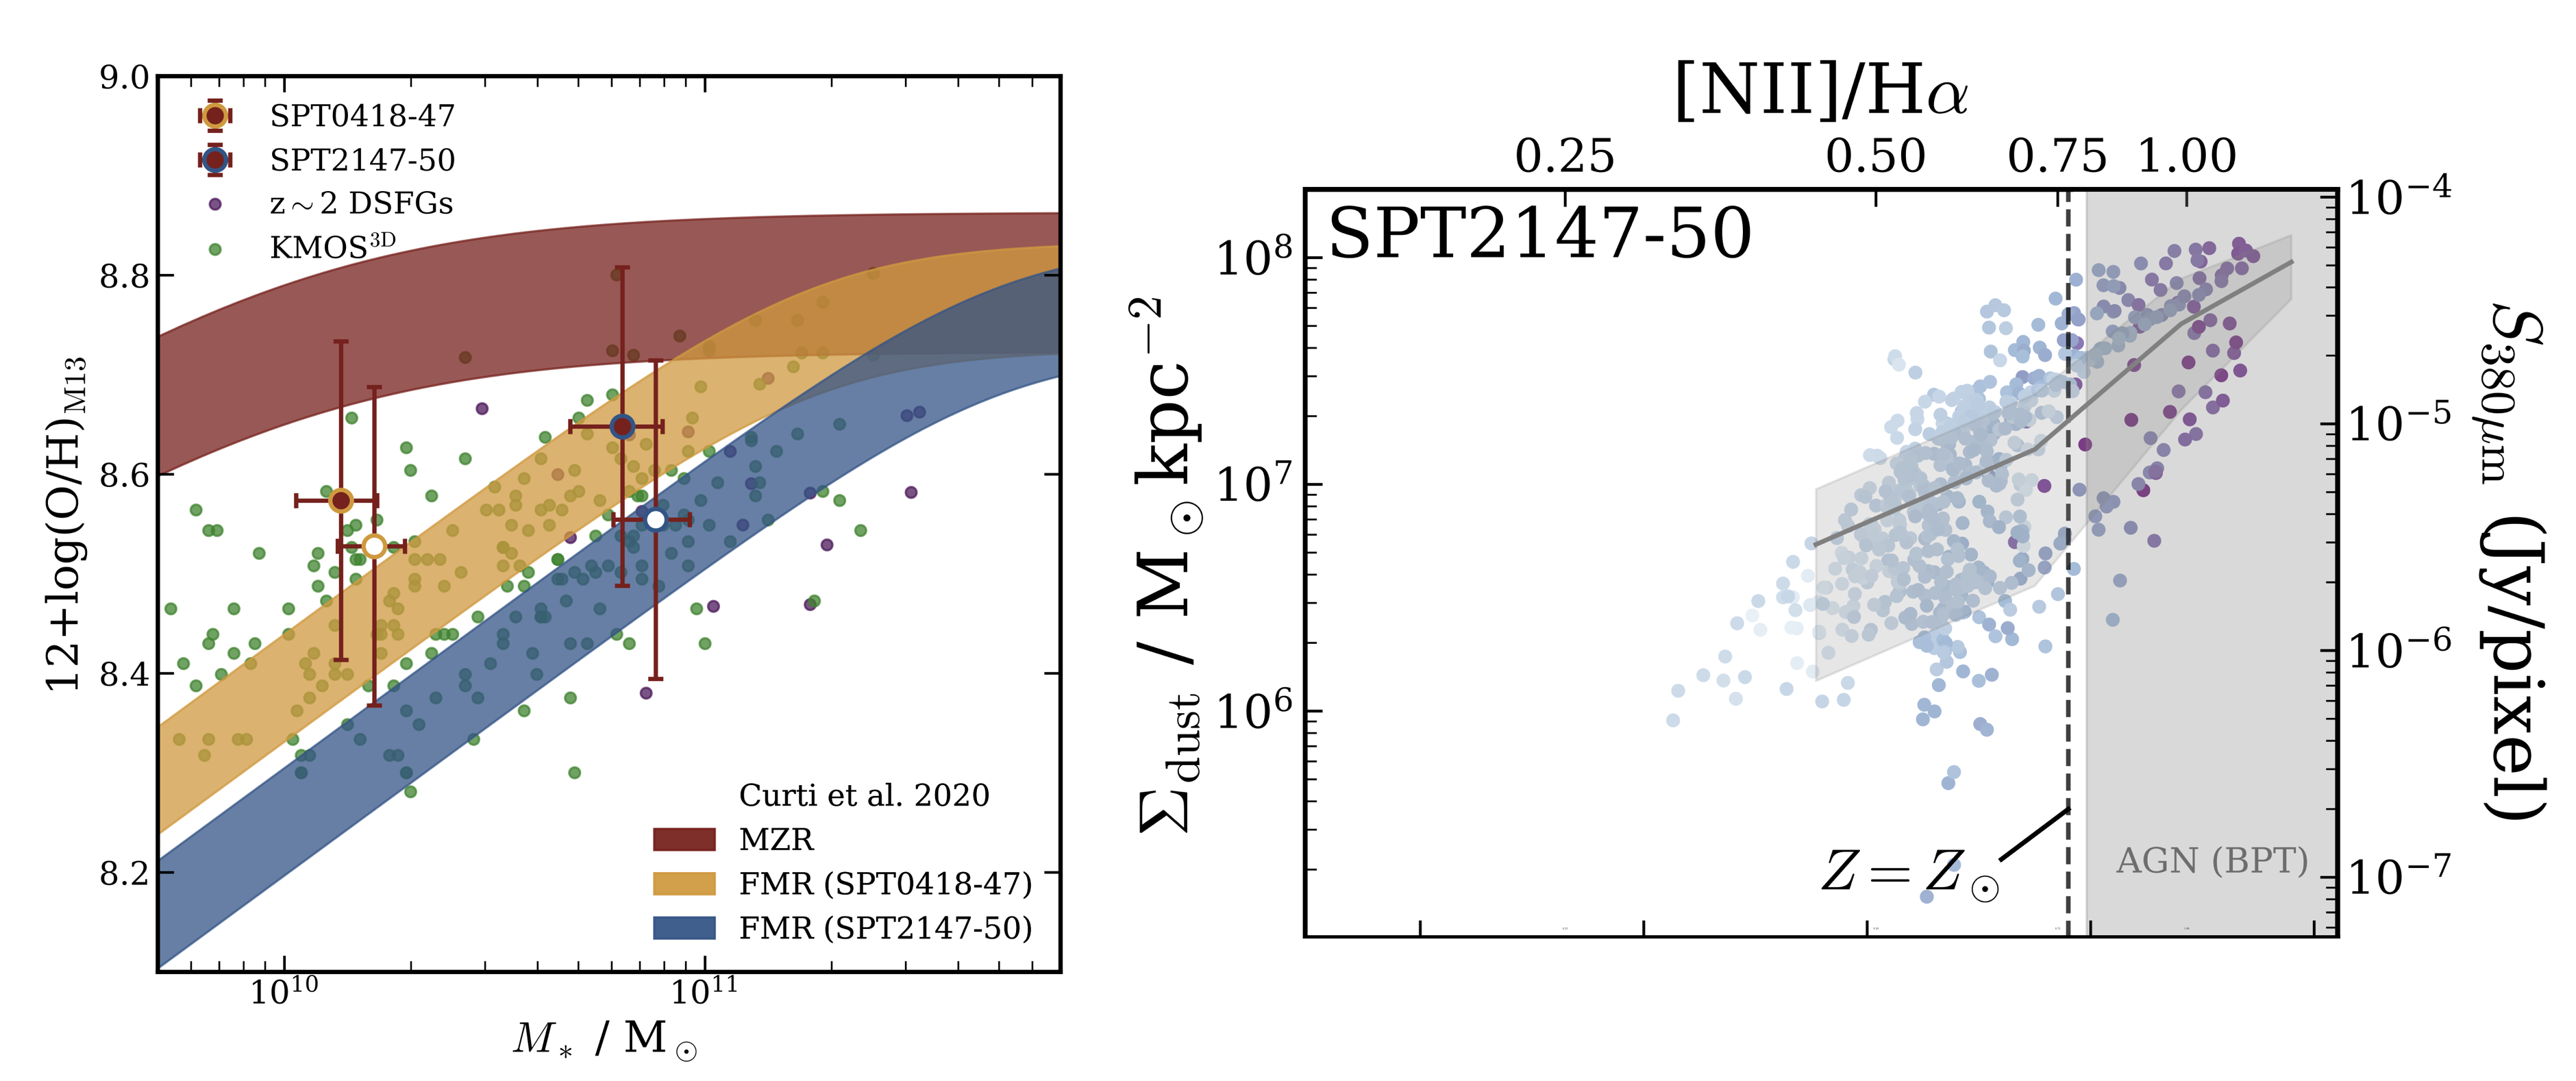 9.0
8.8
8.6
8.4
8.2
12+log(O/H)M13
SPT0418-47
SPT2147-50
z∼2 DSFGs
KMOS3D
Curti et al. 2020
MZR
FMR (SPT0418-47)
FMR (SPT2147-50)
10^10
10^11
M* / M⊙
[NII]/Hα
0.25
0.50
0.75
1.00
SPT2147-50
10^8
10^7
10^6
Σdust / M⊙kpc−2
10^−4
10^−5
10^−6
10^−7
S380μm (Jy/pixel)
Z = Z⊙
AGN (BPT)